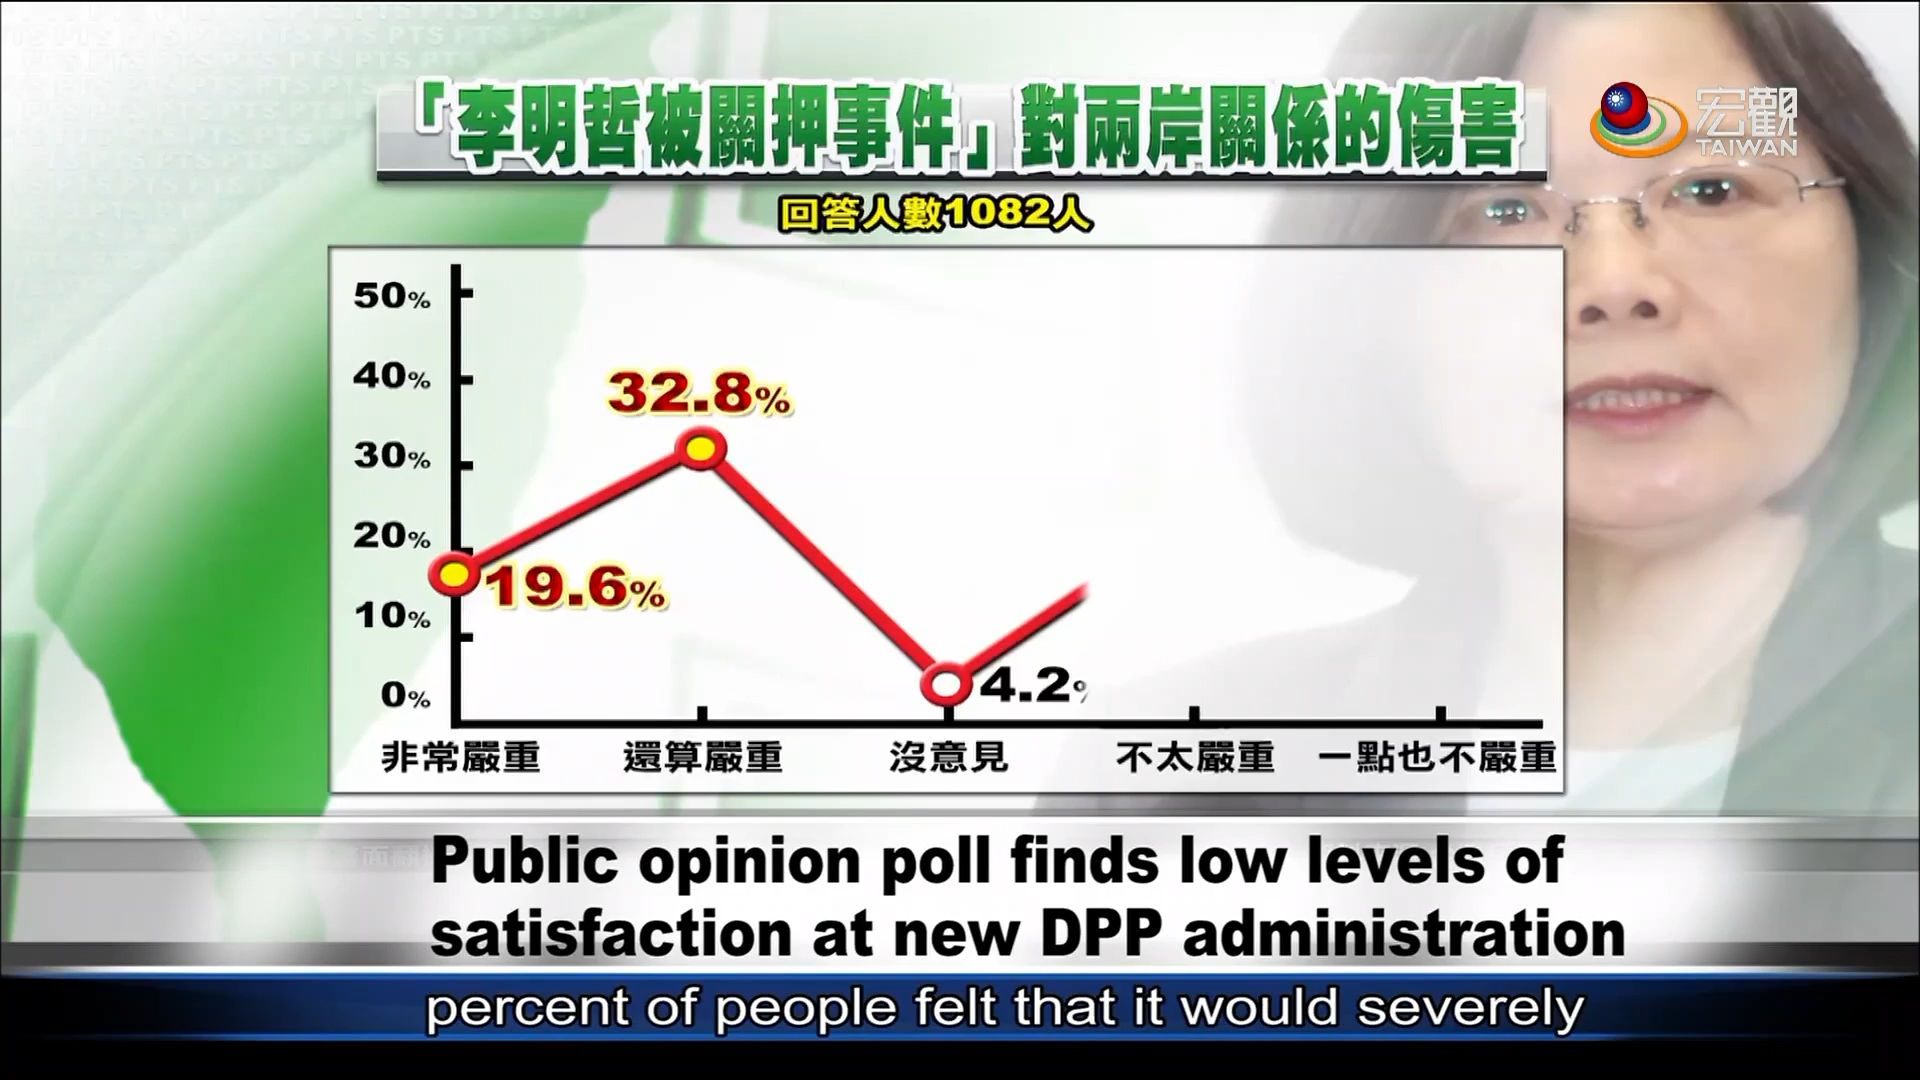 「李明哲被關押事件」對兩岸關係的傷害
宏觀
TAIWAN
回答人數1082人
50%
40%
30%
20%
10%
0%
32.8%
19.6%
4.2
非常嚴重 還算嚴重 沒意見 不太嚴重 一點也不嚴重
Public opinion poll finds low levels of
satisfaction at new DPP administration
percent of people felt that it would severely